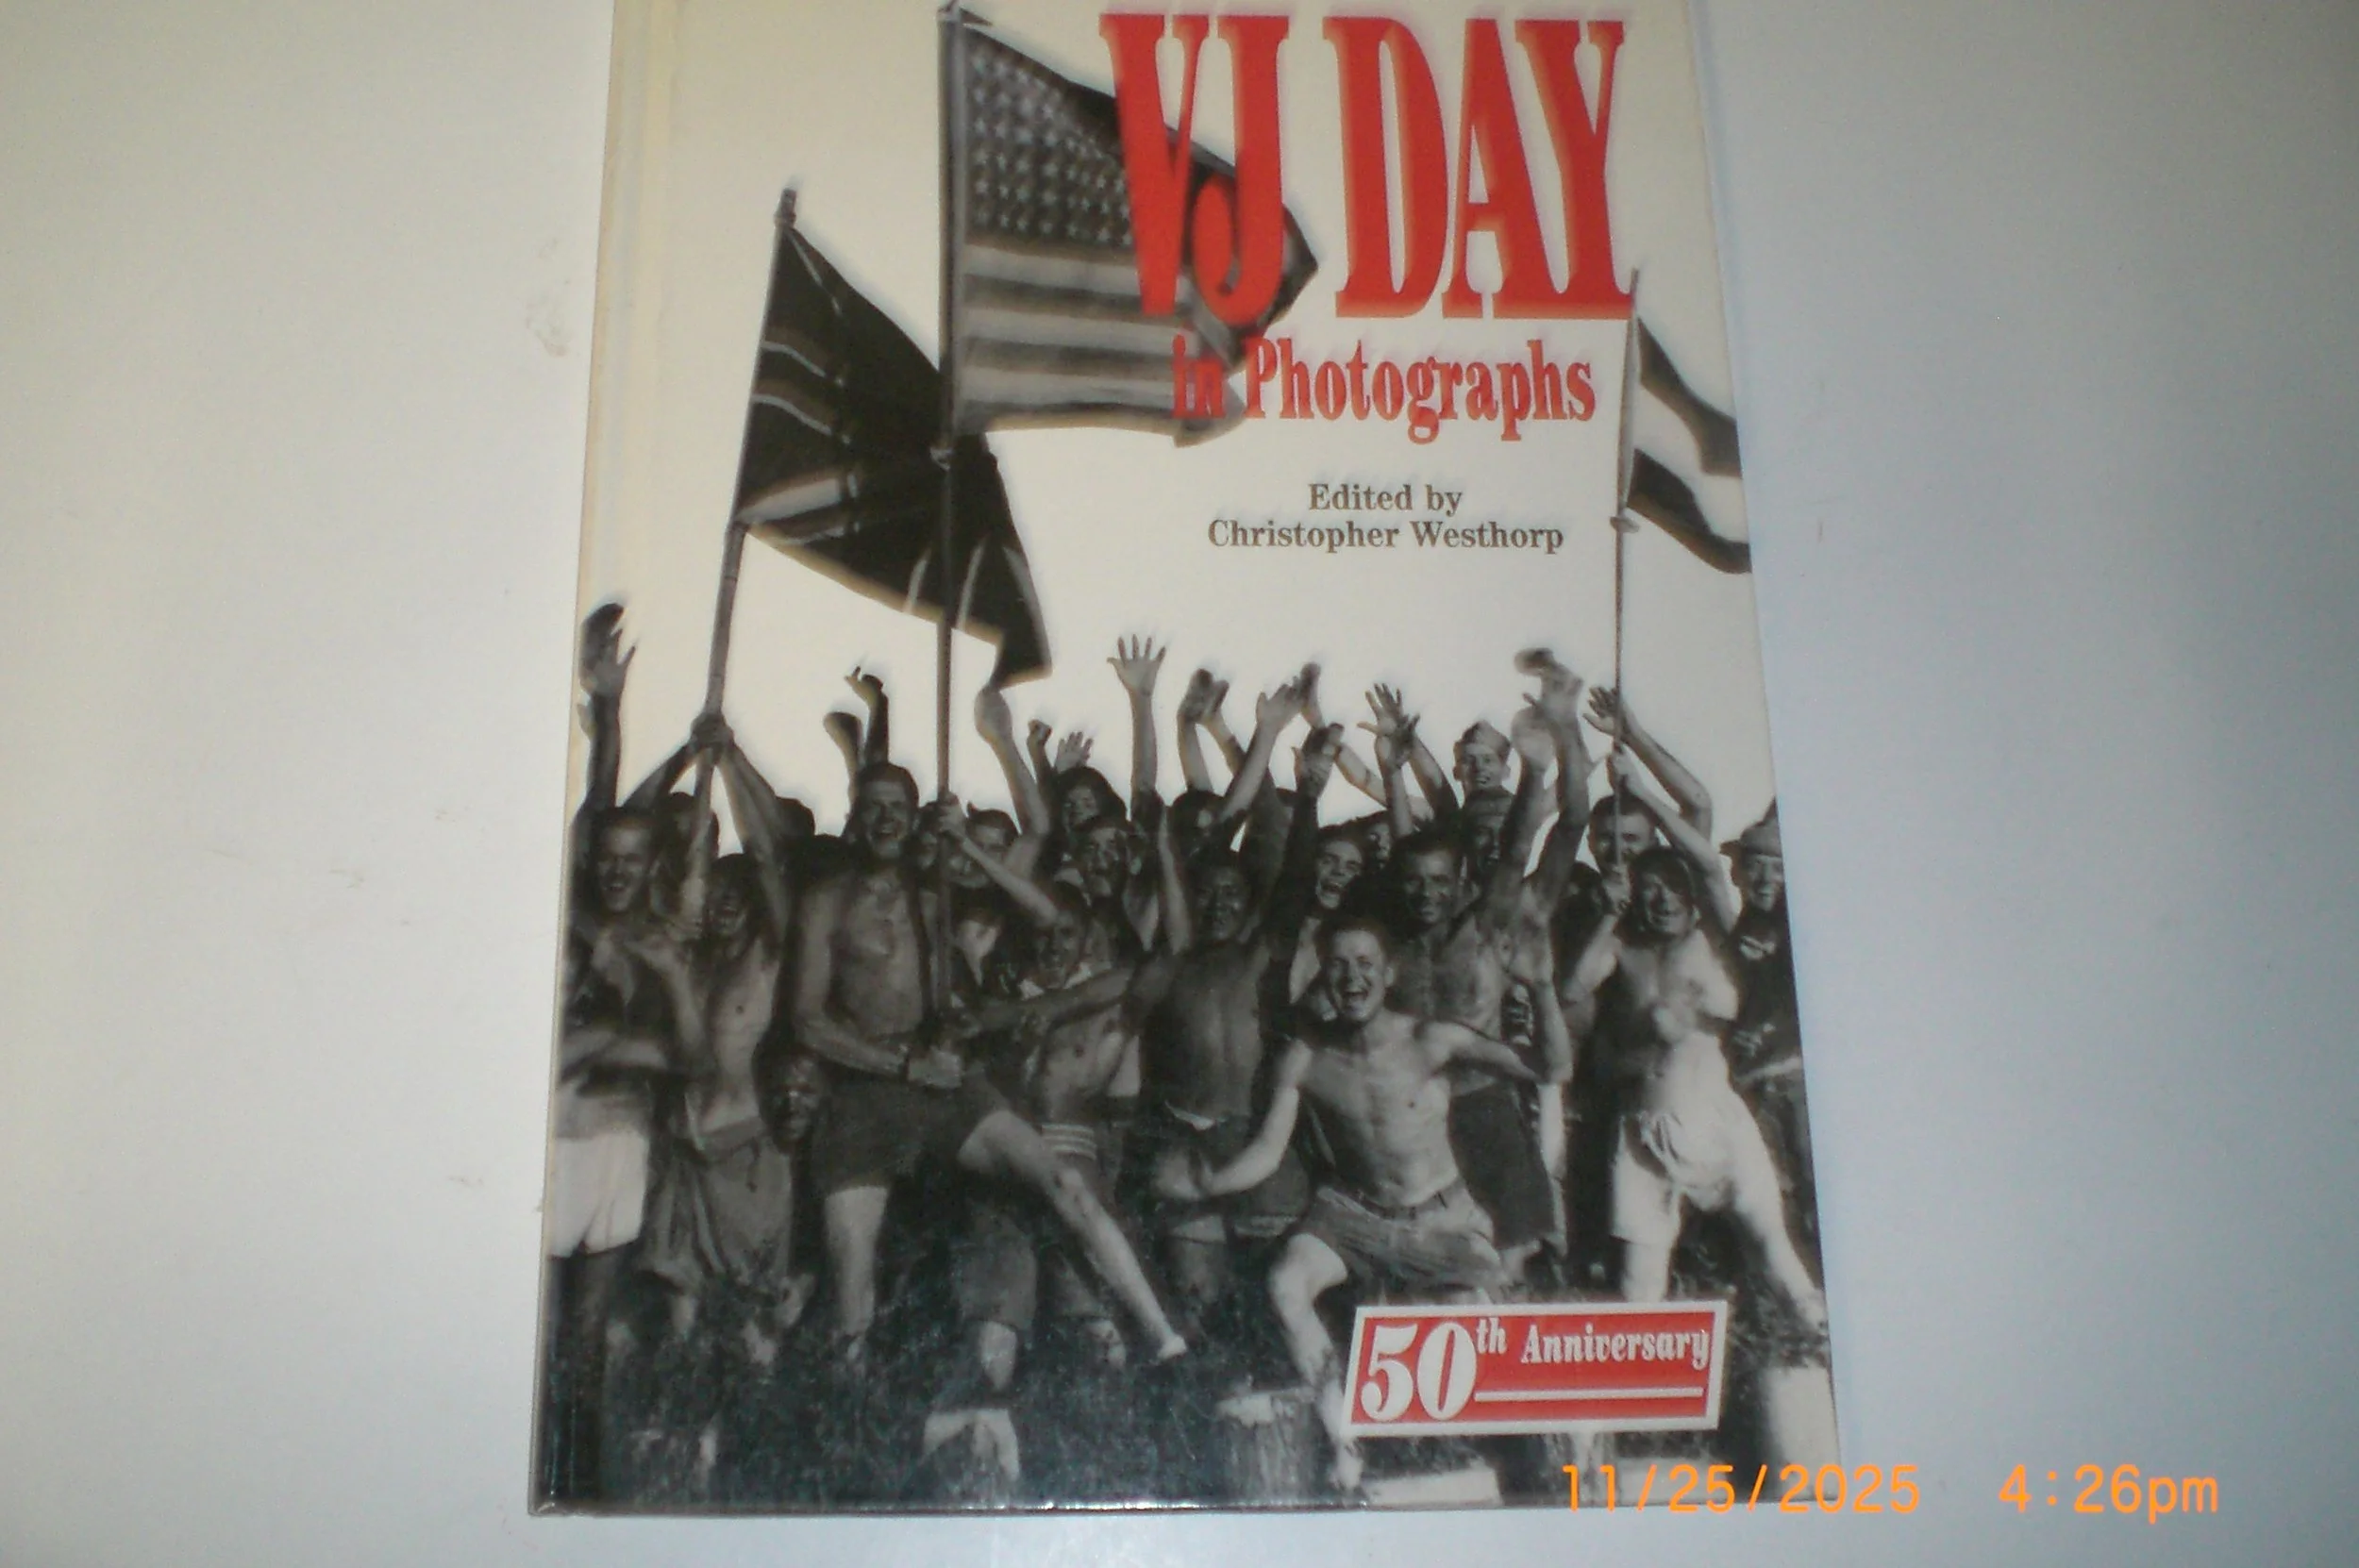 VJ DAY
in Photographs
Edited by
Christopher Westhorp
50th Anniversary
11/25/2025 4:26pm